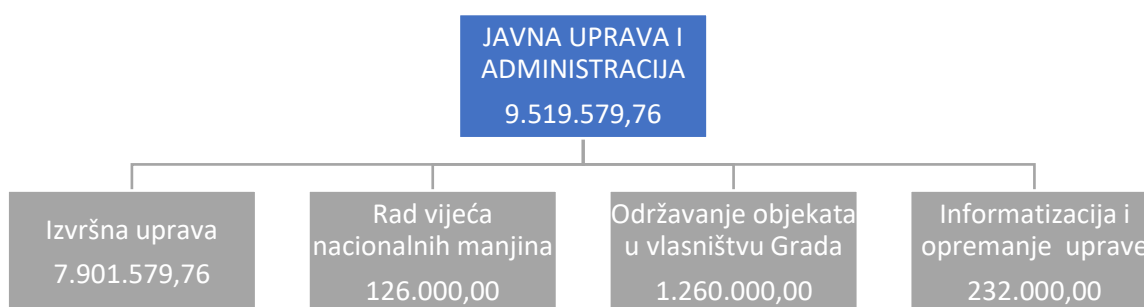 JAVNA UPRAVA I
ADMINISTRACIJA
9.519.579,76
Izvršna uprava
7.901.579,76
Rad vijeća
nacionalnih manjina
126.000,00
Održavanje objekata
u vlasništvu Grada
1.260.000,00
Informatizacija i
opremanje uprave
232.000,00